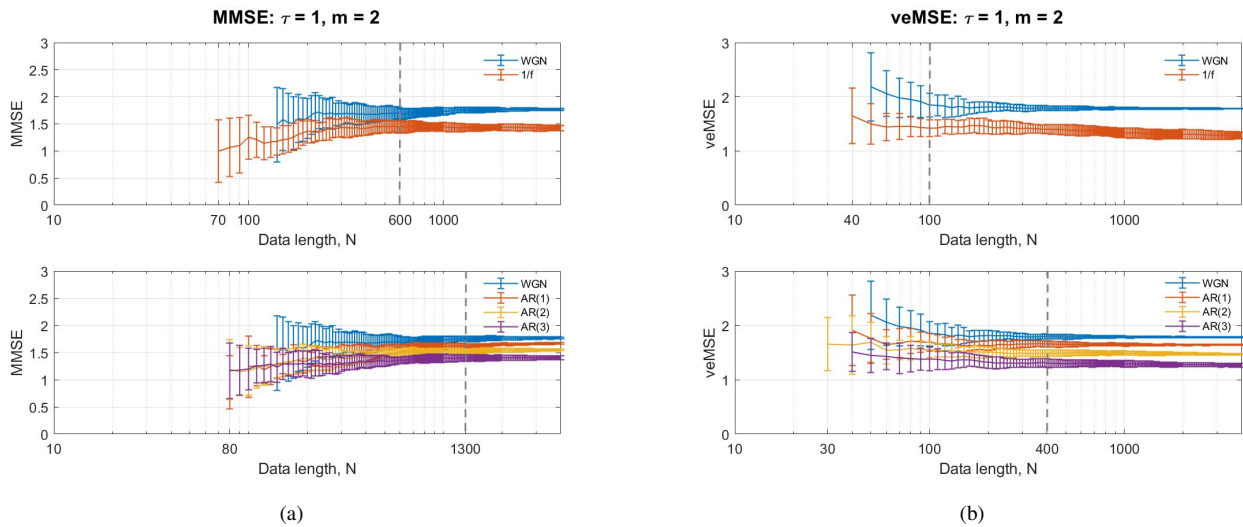 MMSE: τ = 1, m = 2
3
2.5
2
1.5
1
0.5
0
MMSE
WGN
1/f
10 70 100 600 1000
Data length, N
3
2.5
2
1.5
1
0.5
0
MMSE
WGN
AR(1)
AR(2)
AR(3)
10 80 1300
Data length, N
(a)
veMSE: τ = 1, m = 2
3
2.5
2
1.5
1
0.5
0
veMSE
WGN
1/f
10 40 100 1000
Data length, N
3
2.5
2
1.5
1
0.5
0
veMSE
WGN
AR(1)
AR(2)
AR(3)
10 30 100 400 1000
Data length, N
(b)